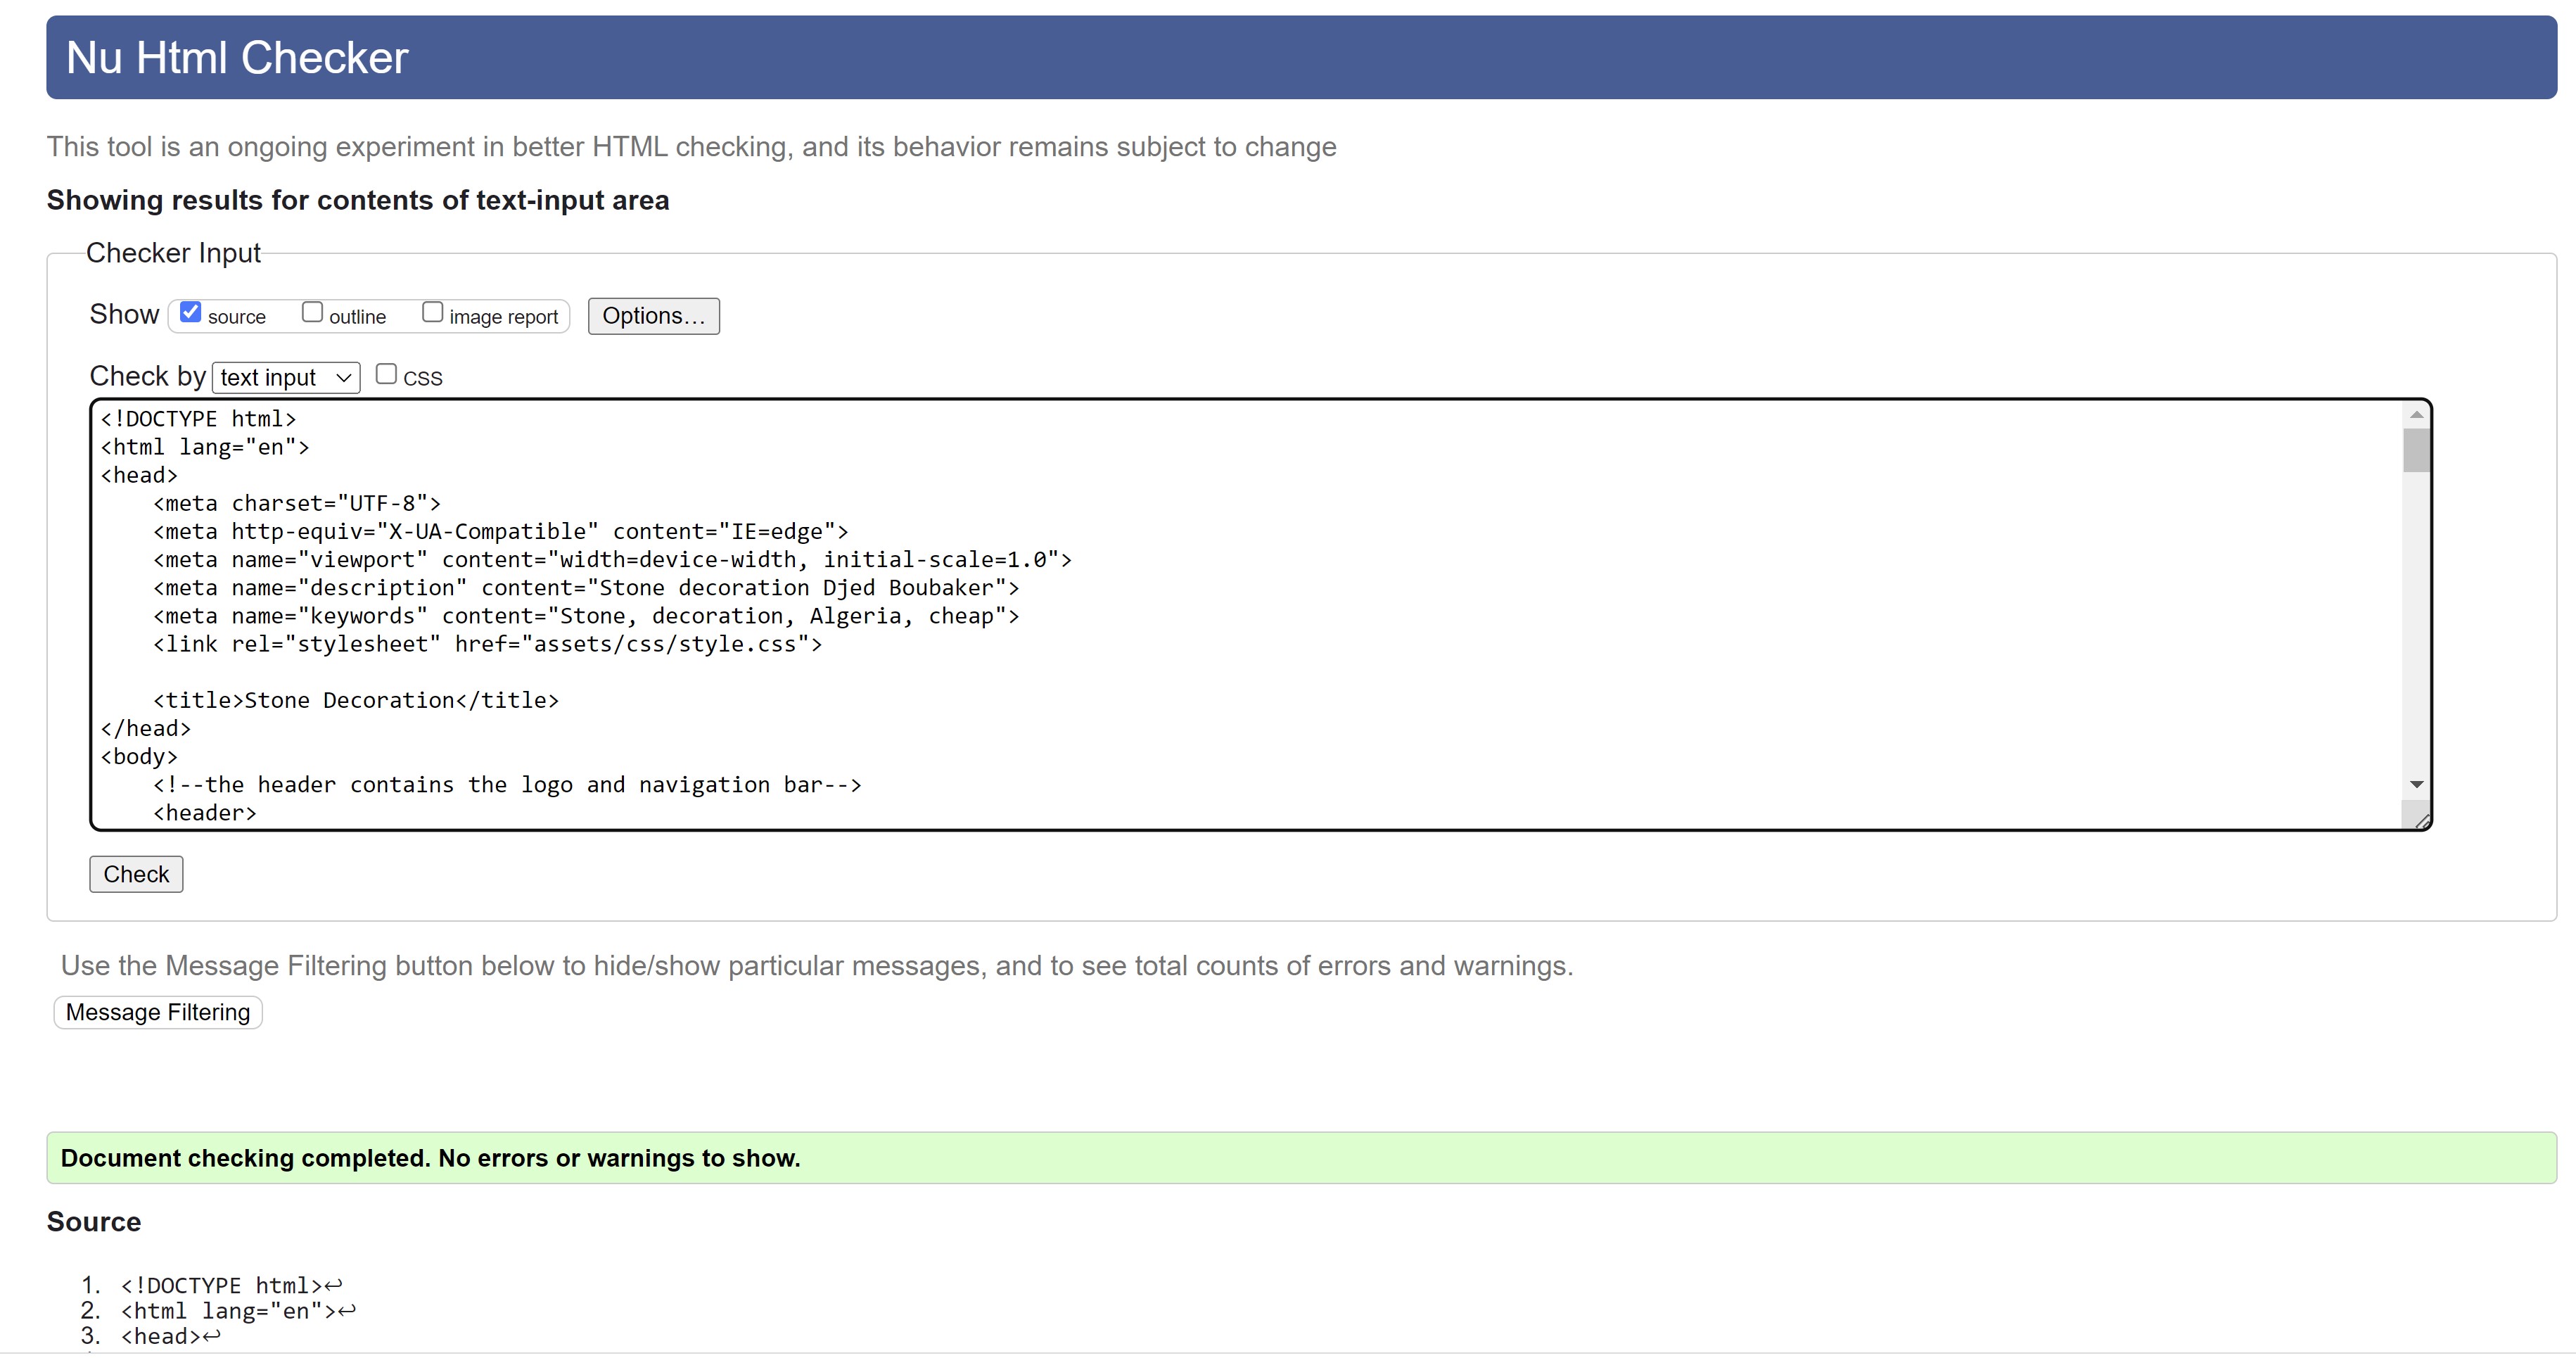 Nu Html Checker
This tool is an ongoing experiment in better HTML checking, and its behavior remains subject to change
Showing results for contents of text-input area
Checker Input
Show source outline image report Options...
Check by text input CSS
<!DOCTYPE html>
<html lang="en">
<head>
    <meta charset="UTF-8">
    <meta http-equiv="X-UA-Compatible" content="IE=edge">
    <meta name="viewport" content="width=device-width, initial-scale=1.0">
    <meta name="description" content="Stone decoration Djed Boubaker">
    <meta name="keywords" content="Stone, decoration, Algeria, cheap">
    <link rel="stylesheet" href="assets/css/style.css">
    <title>Stone Decoration</title>
</head>
<body>
    <!--the header contains the logo and navigation bar-->
    <header>
Check
Use the Message Filtering button below to hide/show particular messages, and to see total counts of errors and warnings.
Message Filtering
Document checking completed. No errors or warnings to show.
Source
1. <!DOCTYPE html>↩
2. <html lang="en">↩
3. <head>↩